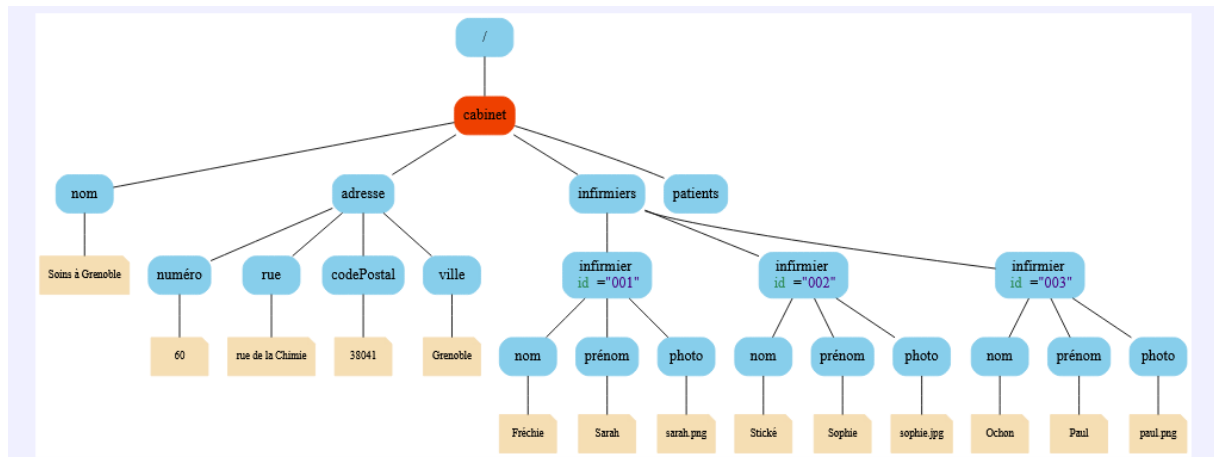 /
cabinet
nom
adresse
infirmiers
patients
Soins à Grenoble
numéro
rue
codePostal
ville
infirmier
id ="001"
infirmier
id ="002"
infirmier
id ="003"
60
rue de la Chimie
38041
Grenoble
nom
prénom
photo
nom
prénom
photo
nom
prénom
photo
Fréchie
Sarah
sarah.png
Stické
Sophie
sophie.jpg
Ochon
Paul
paul.png